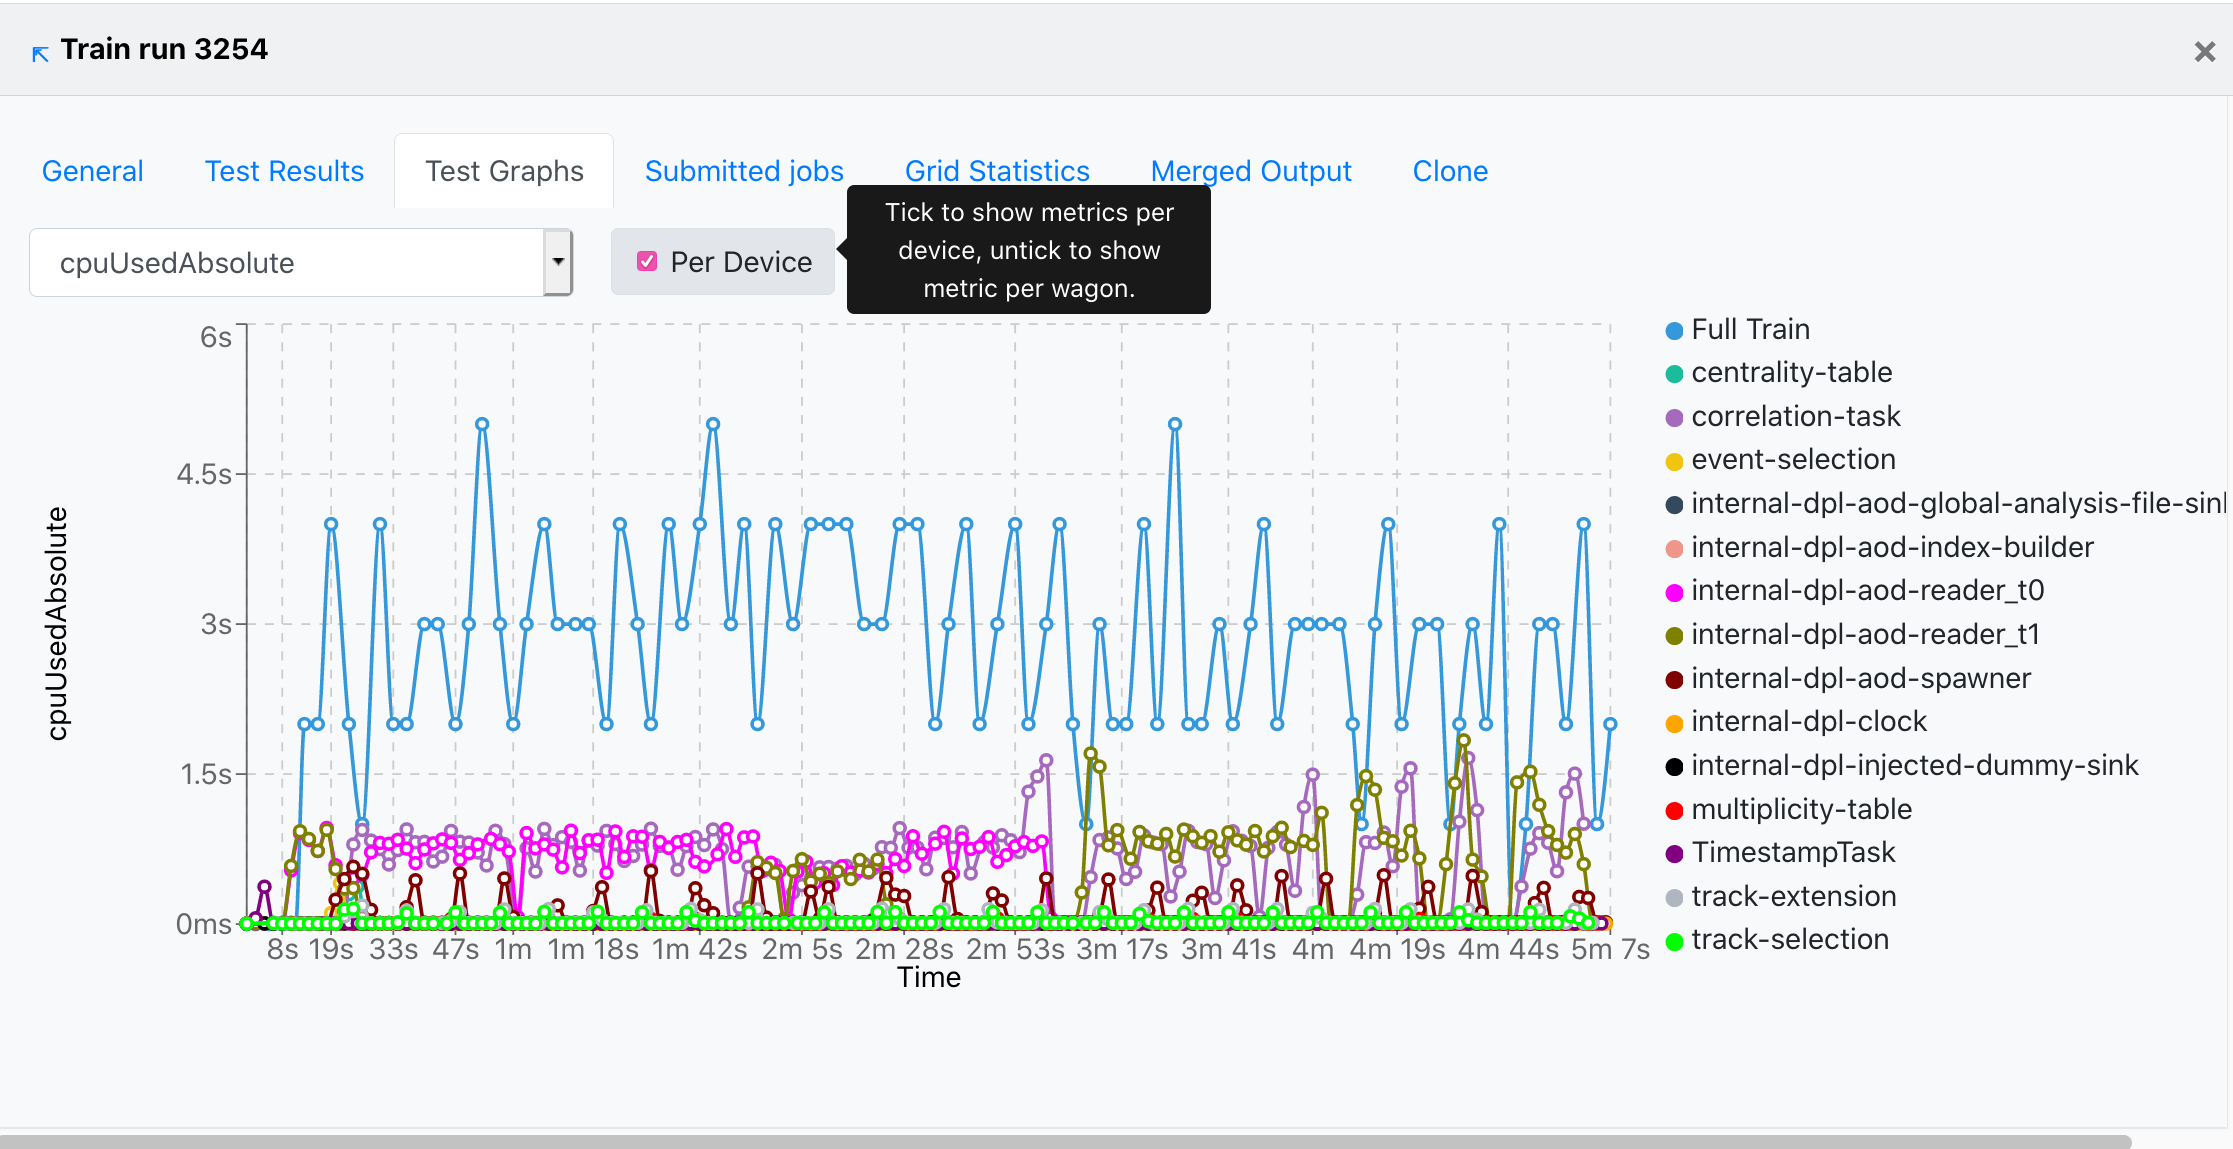 Train run 3254
×
General Test Results Test Graphs Submitted jobs Grid Statistics Merged Output Clone
cpuUsedAbsolute
Per Device
Tick to show metrics per
device, untick to show
metric per wagon.
6s
4.5s
3s
1.5s
0ms
cpuUsedAbsolute
8s 19s 33s 47s 1m 1m 18s 1m 42s 2m 5s 2m 28s 2m 53s 3m 17s 3m 41s 4m 4m 19s 4m 44s 5m 7s
Time
Full Train
centrality-table
correlation-task
event-selection
internal-dpl-aod-global-analysis-file-sin
internal-dpl-aod-index-builder
internal-dpl-aod-reader_t0
internal-dpl-aod-reader_t1
internal-dpl-aod-spawner
internal-dpl-clock
internal-dpl-injected-dummy-sink
multiplicity-table
TimestampTask
track-extension
track-selection